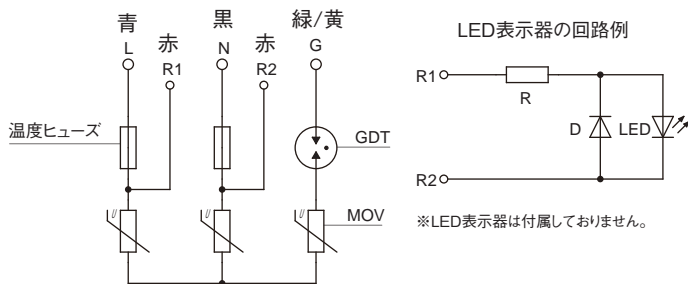 青 黒 緑/黄
L 赤 N 赤 G
R1 R2
温度ヒューズ
GDT
U U U
MOV
LED表示器の回路例
R1
R
D LED
R2
※LED表示器は付属しておりません。